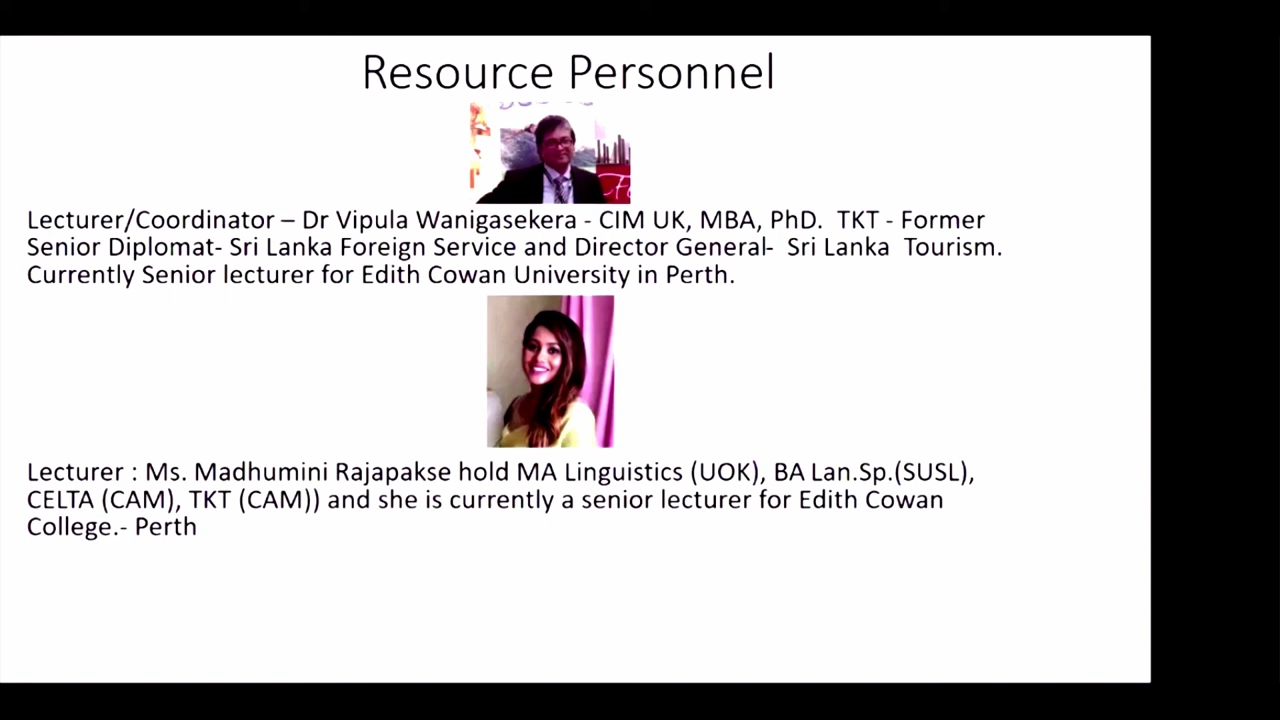 Resource Personnel
Lecturer/Coordinator – Dr Vipula Wanigasekera - CIM UK, MBA, PhD.  TKT - Former
Senior Diplomat- Sri Lanka Foreign Service and Director General-  Sri Lanka  Tourism.
Currently Senior lecturer for Edith Cowan University in Perth.
Lecturer : Ms. Madhumini Rajapakse hold MA Linguistics (UOK), BA Lan.Sp.(SUSL),
CELTA (CAM), TKT (CAM)) and she is currently a senior lecturer for Edith Cowan
College.- Perth